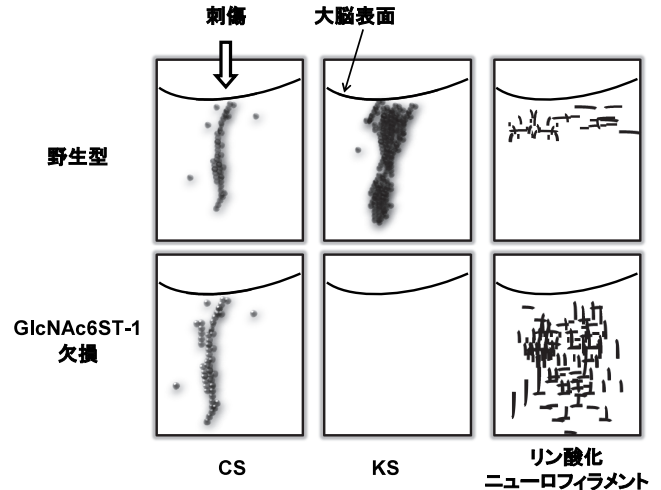 刺傷
大脳表面
野生型
GlcNAc6ST-1
欠損
CS
KS
リン酸化
ニューロフィラメント